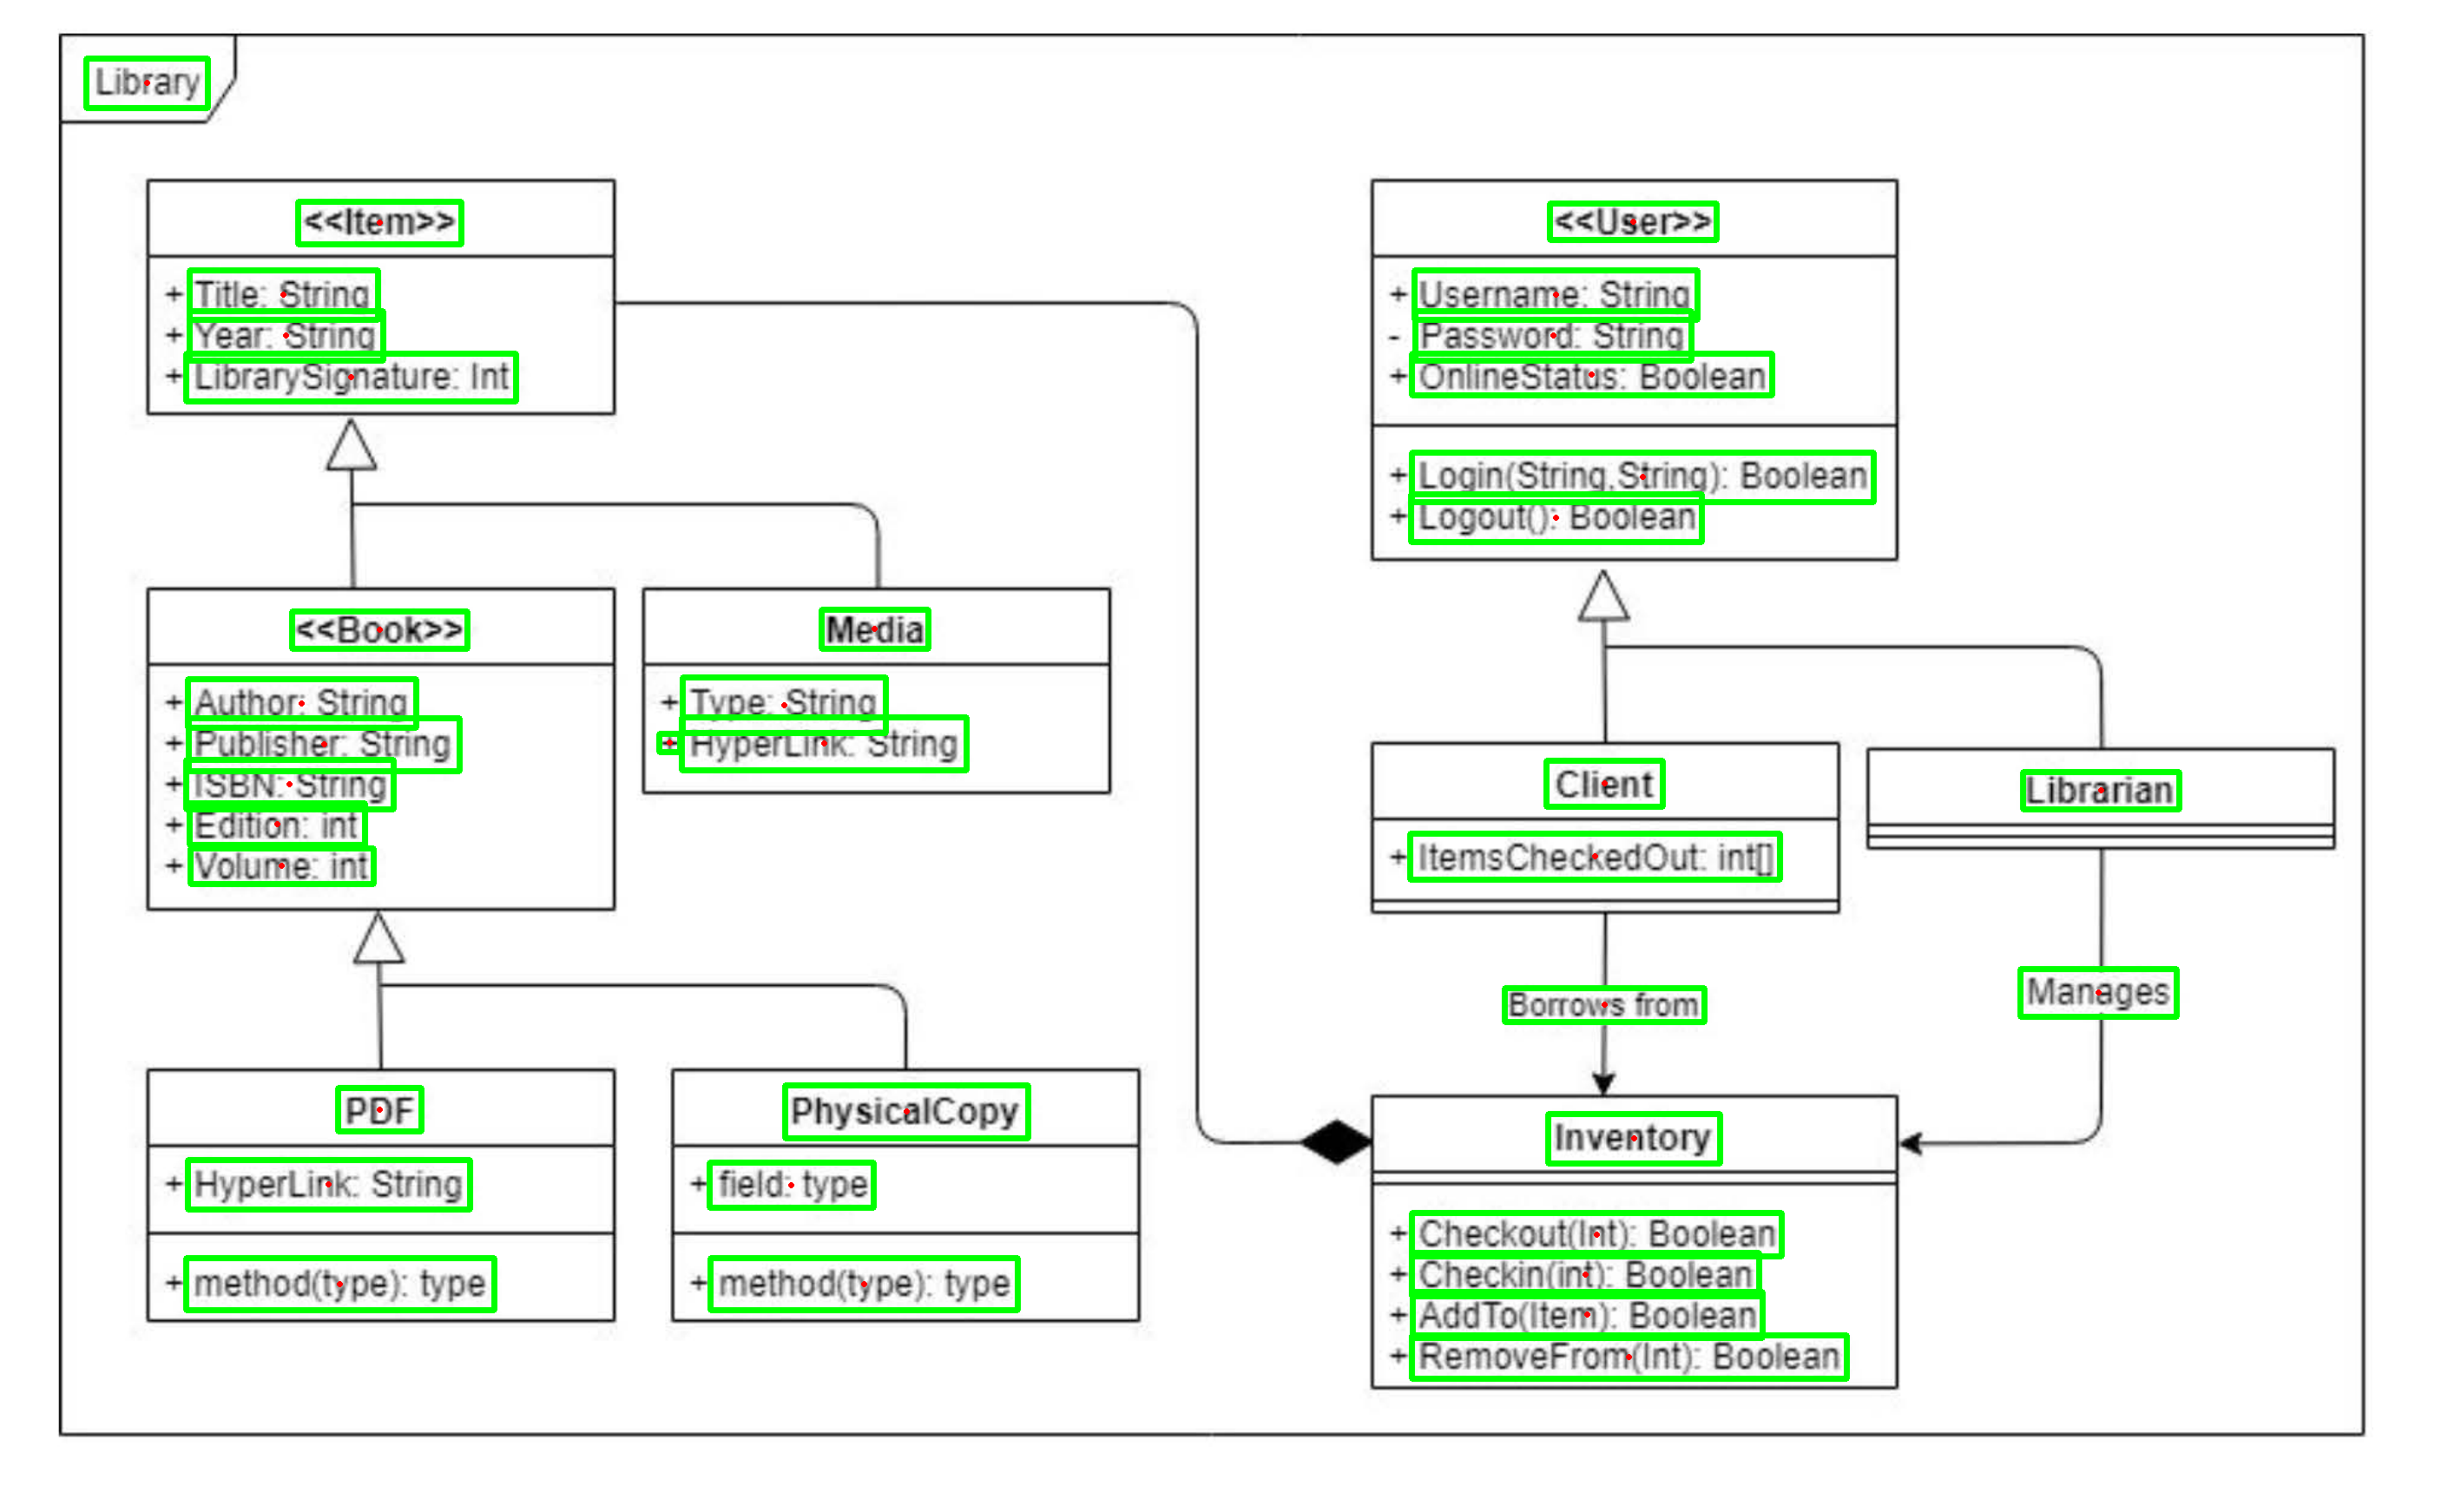 Library
<<Item>>
+ Title: String
+ Year: String
+ LibrarySignature: Int
<<User>>
+ Username: String
- Password: String
+ OnlineStatus: Boolean
+ Login(String,String): Boolean
+ Logout(): Boolean
<<Book>>
+ Author: String
+ Publisher: String
+ ISBN: String
+ Edition: int
+ Volume: int
Media
+ Type: String
+ HyperLink: String
Client
+ ItemsCheckedOut: int[]
Librarian
Borrows from
Manages
PDF
+ HyperLink: String
+ method(type): type
PhysicalCopy
+ field: type
+ method(type): type
Inventory
+ Checkout(Int): Boolean
+ Checkin(int): Boolean
+ AddTo(Item): Boolean
+ RemoveFrom(Int): Boolean